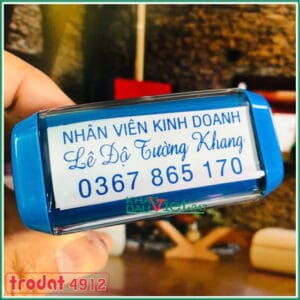 NHÂN VIÊN KINH DOANH
Lê Độ Tường Khang
0367 865 170
trodat 4912